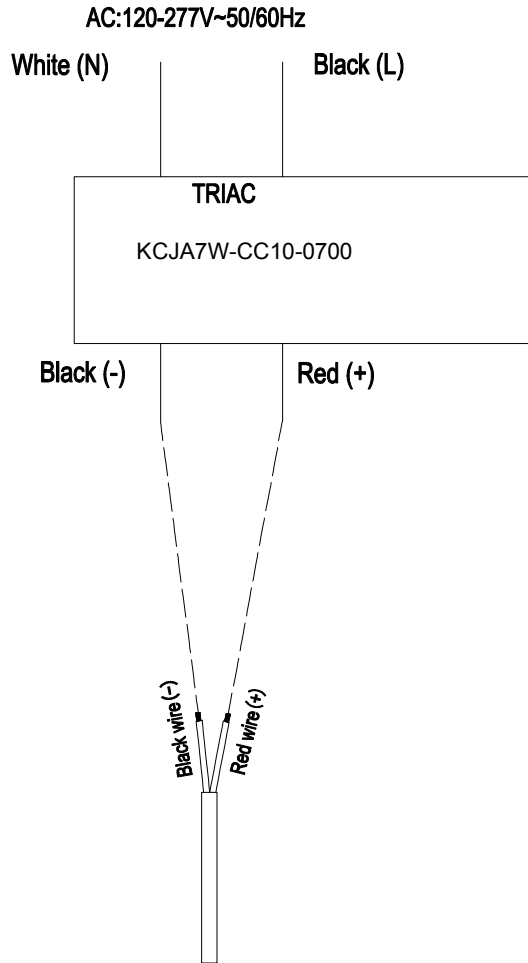 AC:120-277V~50/60Hz
White (N)
Black (L)
TRIAC
KCJA7W-CC10-0700
Black (-)
Red (+)
Black wire (-)
Red wire (+)